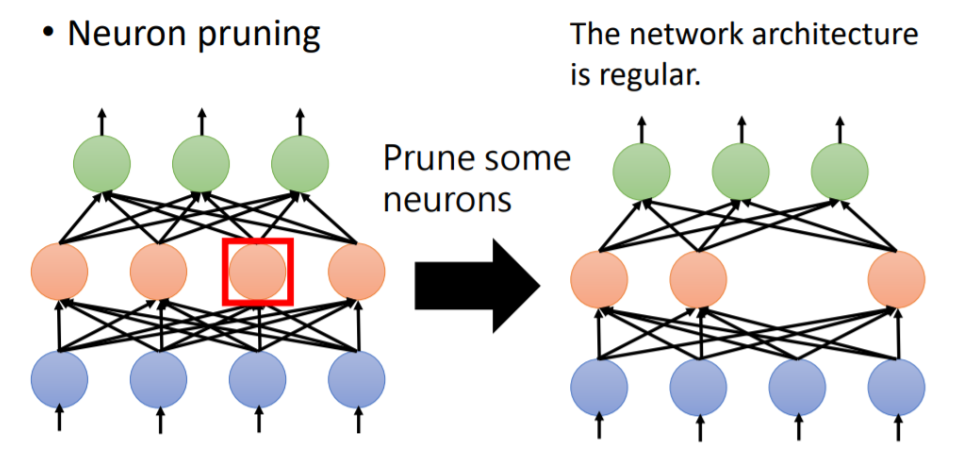 • Neuron pruning
The network architecture
is regular.
Prune some
neurons